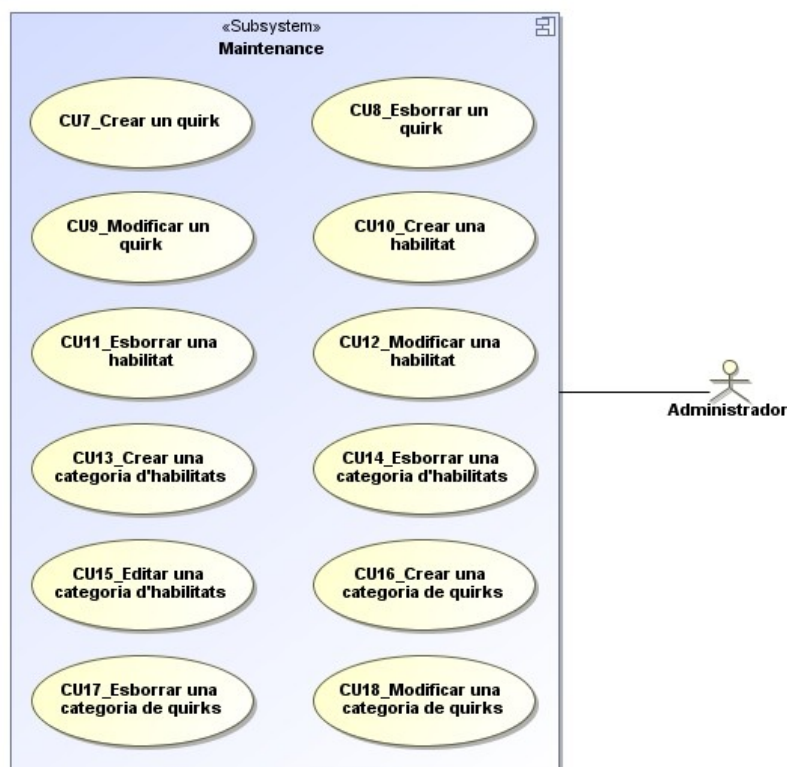 «Subsystem»
Maintenance
CU7_Crear un quirk
CU8_Esborrar un
quirk
CU9_Modificar un
quirk
CU10_Crear una
habilitat
CU11_Esborrar una
habilitat
CU12_Modificar una
habilitat
Administrador
CU13_Crear una
categoria d'habilitats
CU14_Esborrar una
categoria d'habilitats
CU15_Editar una
categoria d'habilitats
CU16_Crear una
categoria de quirks
CU17_Esborrar una
categoria de quirks
CU18_Modificar una
categoria de quirks